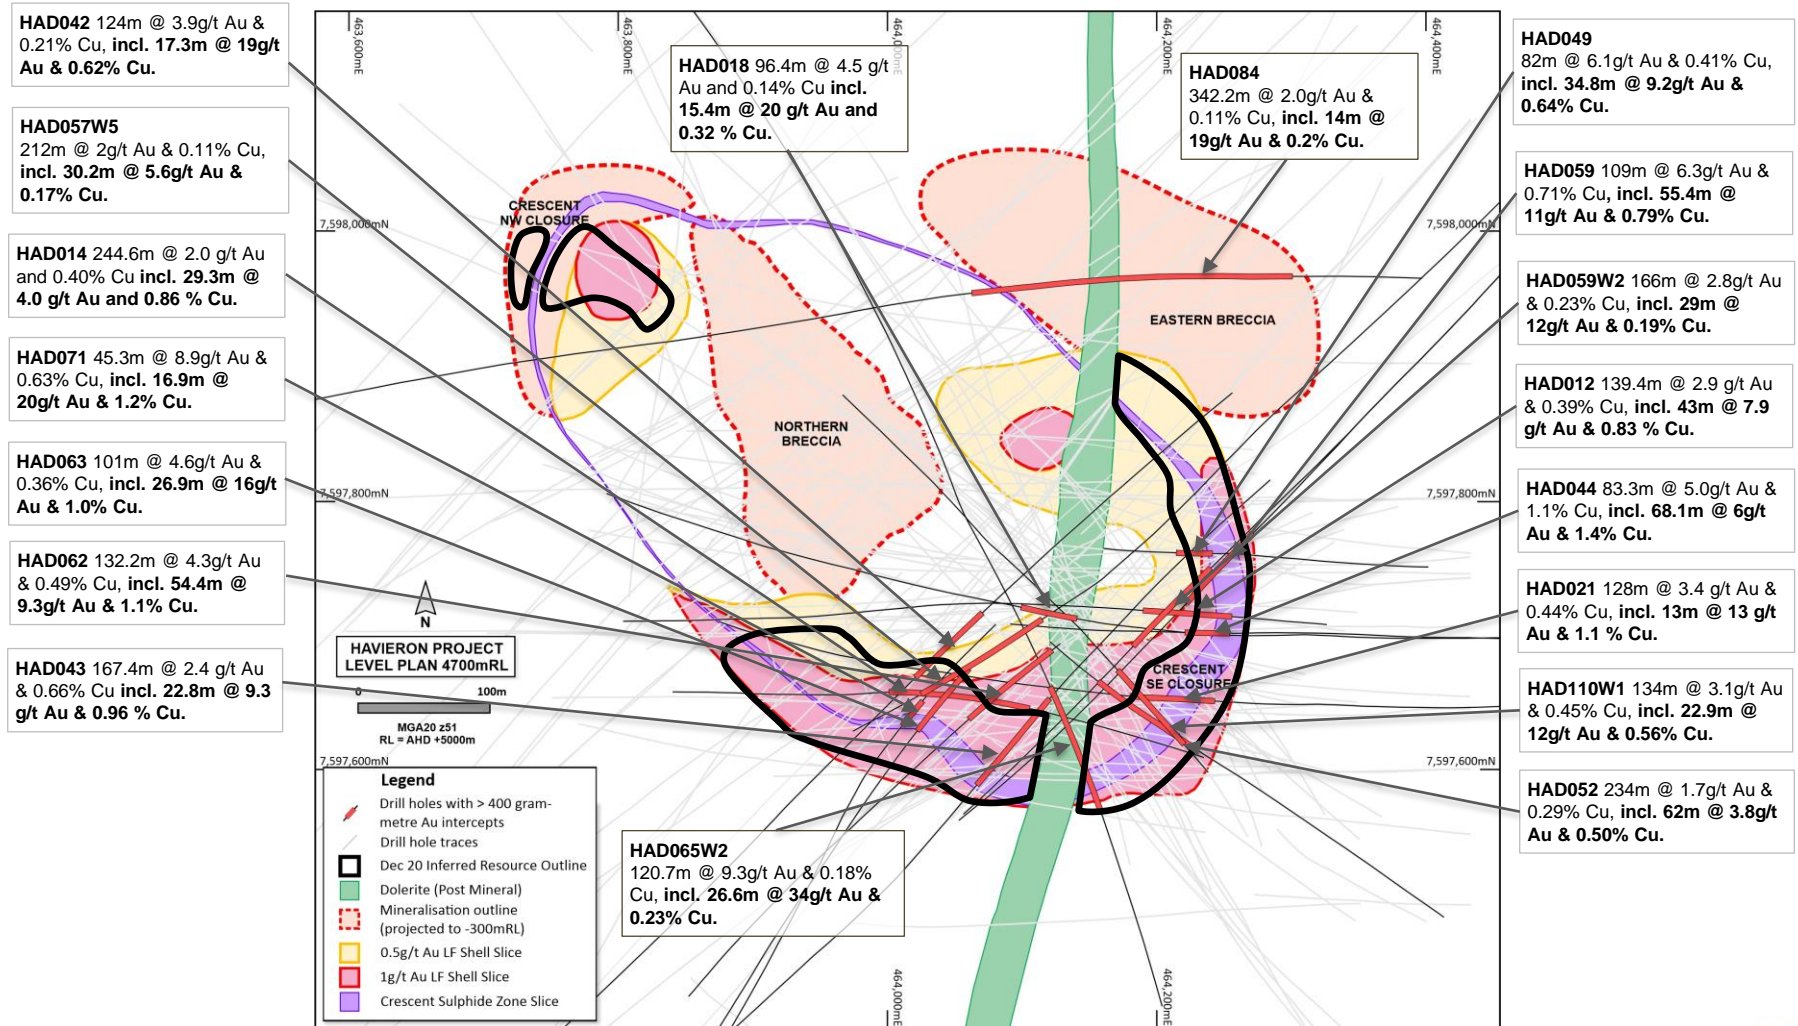 HAD042 124m @ 3.9g/t Au &
0.21% Cu, incl. 17.3m @ 19g/t
Au & 0.62% Cu.
HAD057W5
212m @ 2g/t Au & 0.11% Cu,
incl. 30.2m @ 5.6g/t Au &
0.17% Cu.
HAD014 244.6m @ 2.0 g/t Au
and 0.40% Cu incl. 29.3m @
4.0 g/t Au and 0.86 % Cu.
HAD071 45.3m @ 8.9g/t Au &
0.63% Cu, incl. 16.9m @
20g/t Au & 1.2% Cu.
HAD063 101m @ 4.6g/t Au &
0.36% Cu, incl. 26.9m @ 16g/t
Au & 1.0% Cu.
HAD062 132.2m @ 4.3g/t Au
& 0.49% Cu, incl. 54.4m @
9.3g/t Au & 1.1% Cu.
HAD043 167.4m @ 2.4 g/t Au
& 0.66% Cu incl. 22.8m @ 9.3
g/t Au & 0.96 % Cu.
463,600mE
463,800mE
464,000mE
464,200mE
464,400mE
HAD018 96.4m @ 4.5 g/t
Au and 0.14% Cu incl.
15.4m @ 20 g/t Au and
0.32 % Cu.
HAD084
342.2m @ 2.0g/t Au &
0.11% Cu, incl. 14m @
19g/t Au & 0.2% Cu.
CRESCENT
NW CLOSURE
7,598,000mN
7,598,000mN
EASTERN BRECCIA
NORTHERN
BRECCIA
7,597,800mN
7,597,800mN
N
HAVIERON PROJECT
LEVEL PLAN 4700mRL
0 100m
MGA20 z51
RL = AHD +5000m
CRESCENT
SE CLOSURE
7,597,600mN
7,597,600mN
Legend
Drill holes with > 400 gram-
metre Au intercepts
Drill hole traces
Dec 20 Inferred Resource Outline
Dolerite (Post Mineral)
Mineralisation outline
(projected to -300mRL)
0.5g/t Au LF Shell Slice
1g/t Au LF Shell Slice
Crescent Sulphide Zone Slice
HAD065W2
120.7m @ 9.3g/t Au & 0.18%
Cu, incl. 26.6m @ 34g/t Au &
0.23% Cu.
464,000mE
464,200mE
HAD049
82m @ 6.1g/t Au & 0.41% Cu,
incl. 34.8m @ 9.2g/t Au &
0.64% Cu.
HAD059 109m @ 6.3g/t Au &
0.71% Cu, incl. 55.4m @
11g/t Au & 0.79% Cu.
HAD059W2 166m @ 2.8g/t Au
& 0.23% Cu, incl. 29m @
12g/t Au & 0.19% Cu.
HAD012 139.4m @ 2.9 g/t Au
& 0.39% Cu, incl. 43m @ 7.9
g/t Au & 0.83 % Cu.
HAD044 83.3m @ 5.0g/t Au &
1.1% Cu, incl. 68.1m @ 6g/t
Au & 1.4% Cu.
HAD021 128m @ 3.4 g/t Au &
0.44% Cu, incl. 13m @ 13 g/t
Au & 1.1 % Cu.
HAD110W1 134m @ 3.1g/t Au
& 0.45% Cu, incl. 22.9m @
12g/t Au & 0.56% Cu.
HAD052 234m @ 1.7g/t Au &
0.29% Cu, incl. 62m @ 3.8g/t
Au & 0.50% Cu.